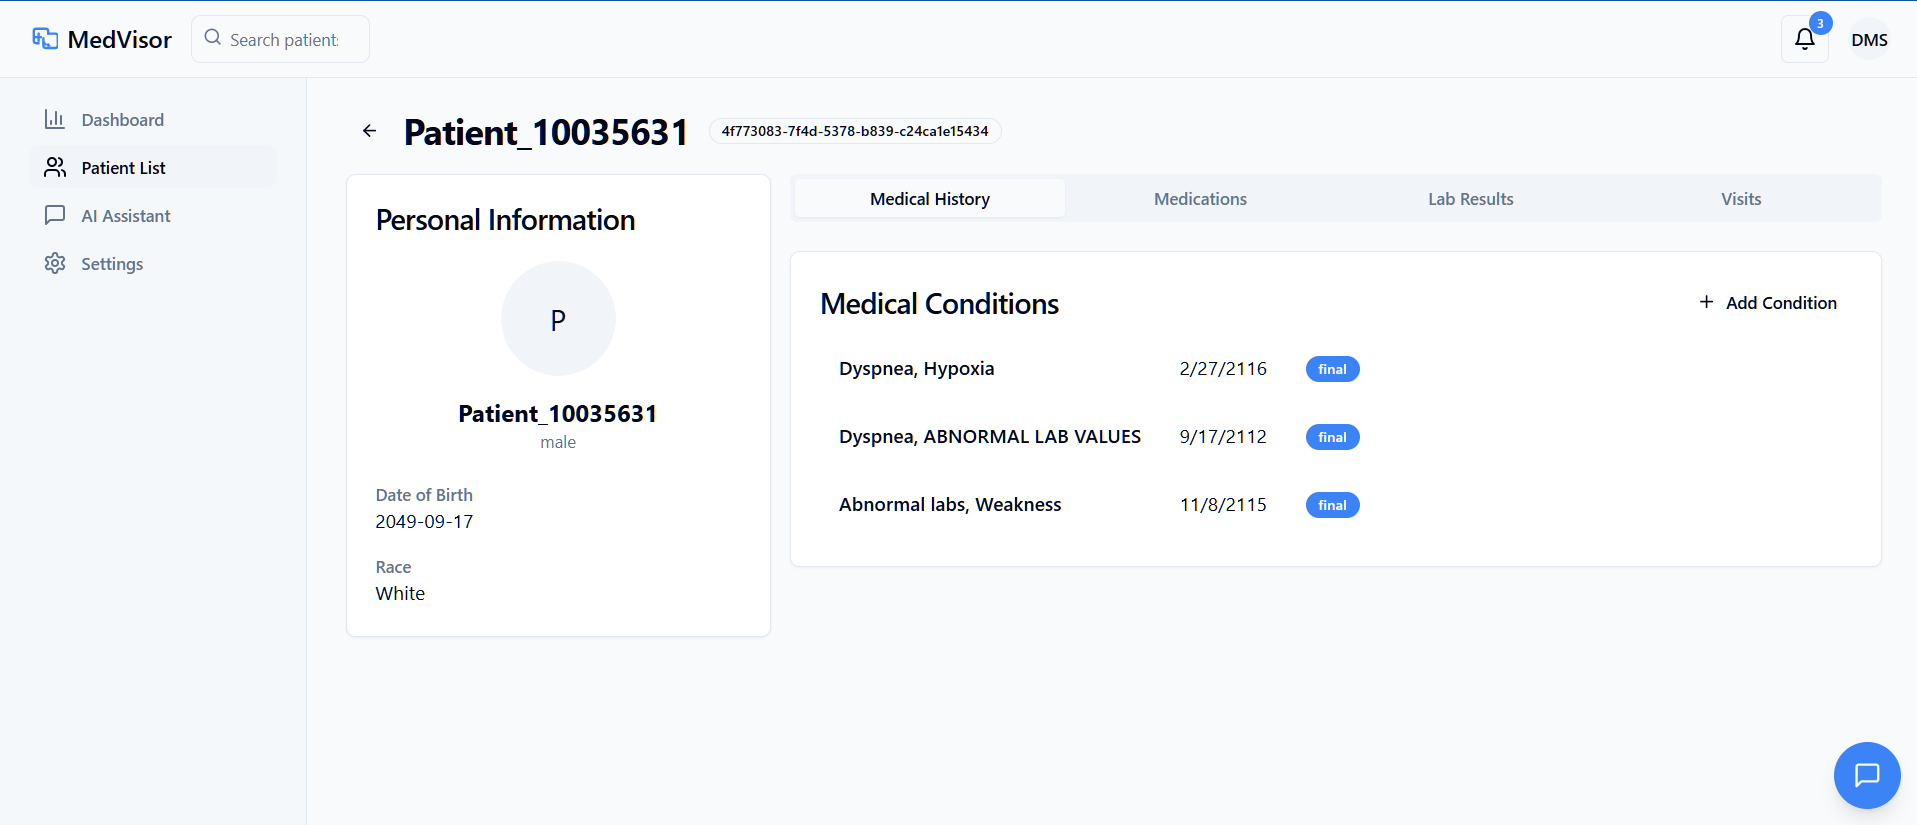 MedVisor
Search patient
3
DMS
Dashboard
Patient List
AI Assistant
Settings
Patient_10035631
4f773083-7f4d-5378-b839-c24ca1e15434
Personal Information
P
Patient_10035631
male
Date of Birth
2049-09-17
Race
White
Medical History
Medications
Lab Results
Visits
Medical Conditions
+ Add Condition
Dyspnea, Hypoxia 2/27/2116 final
Dyspnea, ABNORMAL LAB VALUES 9/17/2112 final
Abnormal labs, Weakness 11/8/2115 final